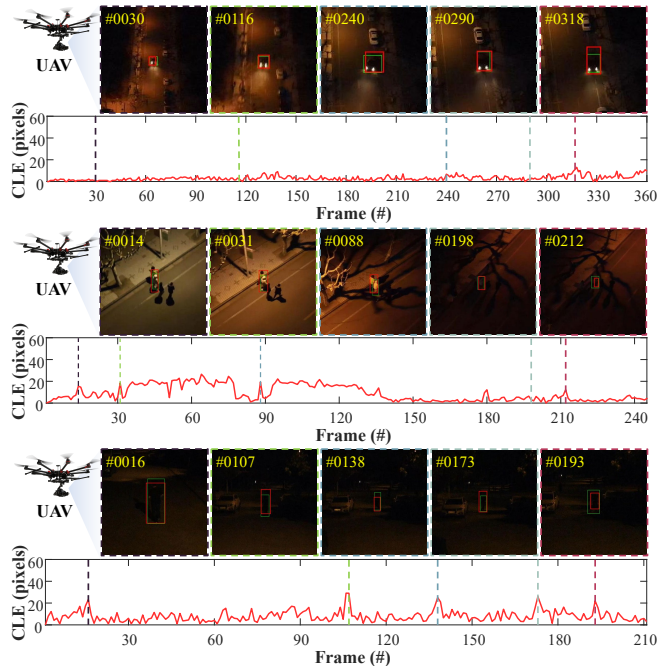 #0030 #0116 #0240 #0290 #0318
UAV
CLE (pixels)
60
40
20
0
30 60 90 120 150 180 210 240 270 300 330 360
Frame (#)
#0014 #0031 #0088 #0198 #0212
UAV
CLE (pixels)
60
40
20
0
31 61 90 120 150 180 211 240
Frame (#)
#0016 #0107 #0138 #0173 #0193
UAV
CLE (pixels)
60
40
20
0
30 60 90 120 150 180 210
Frame (#)